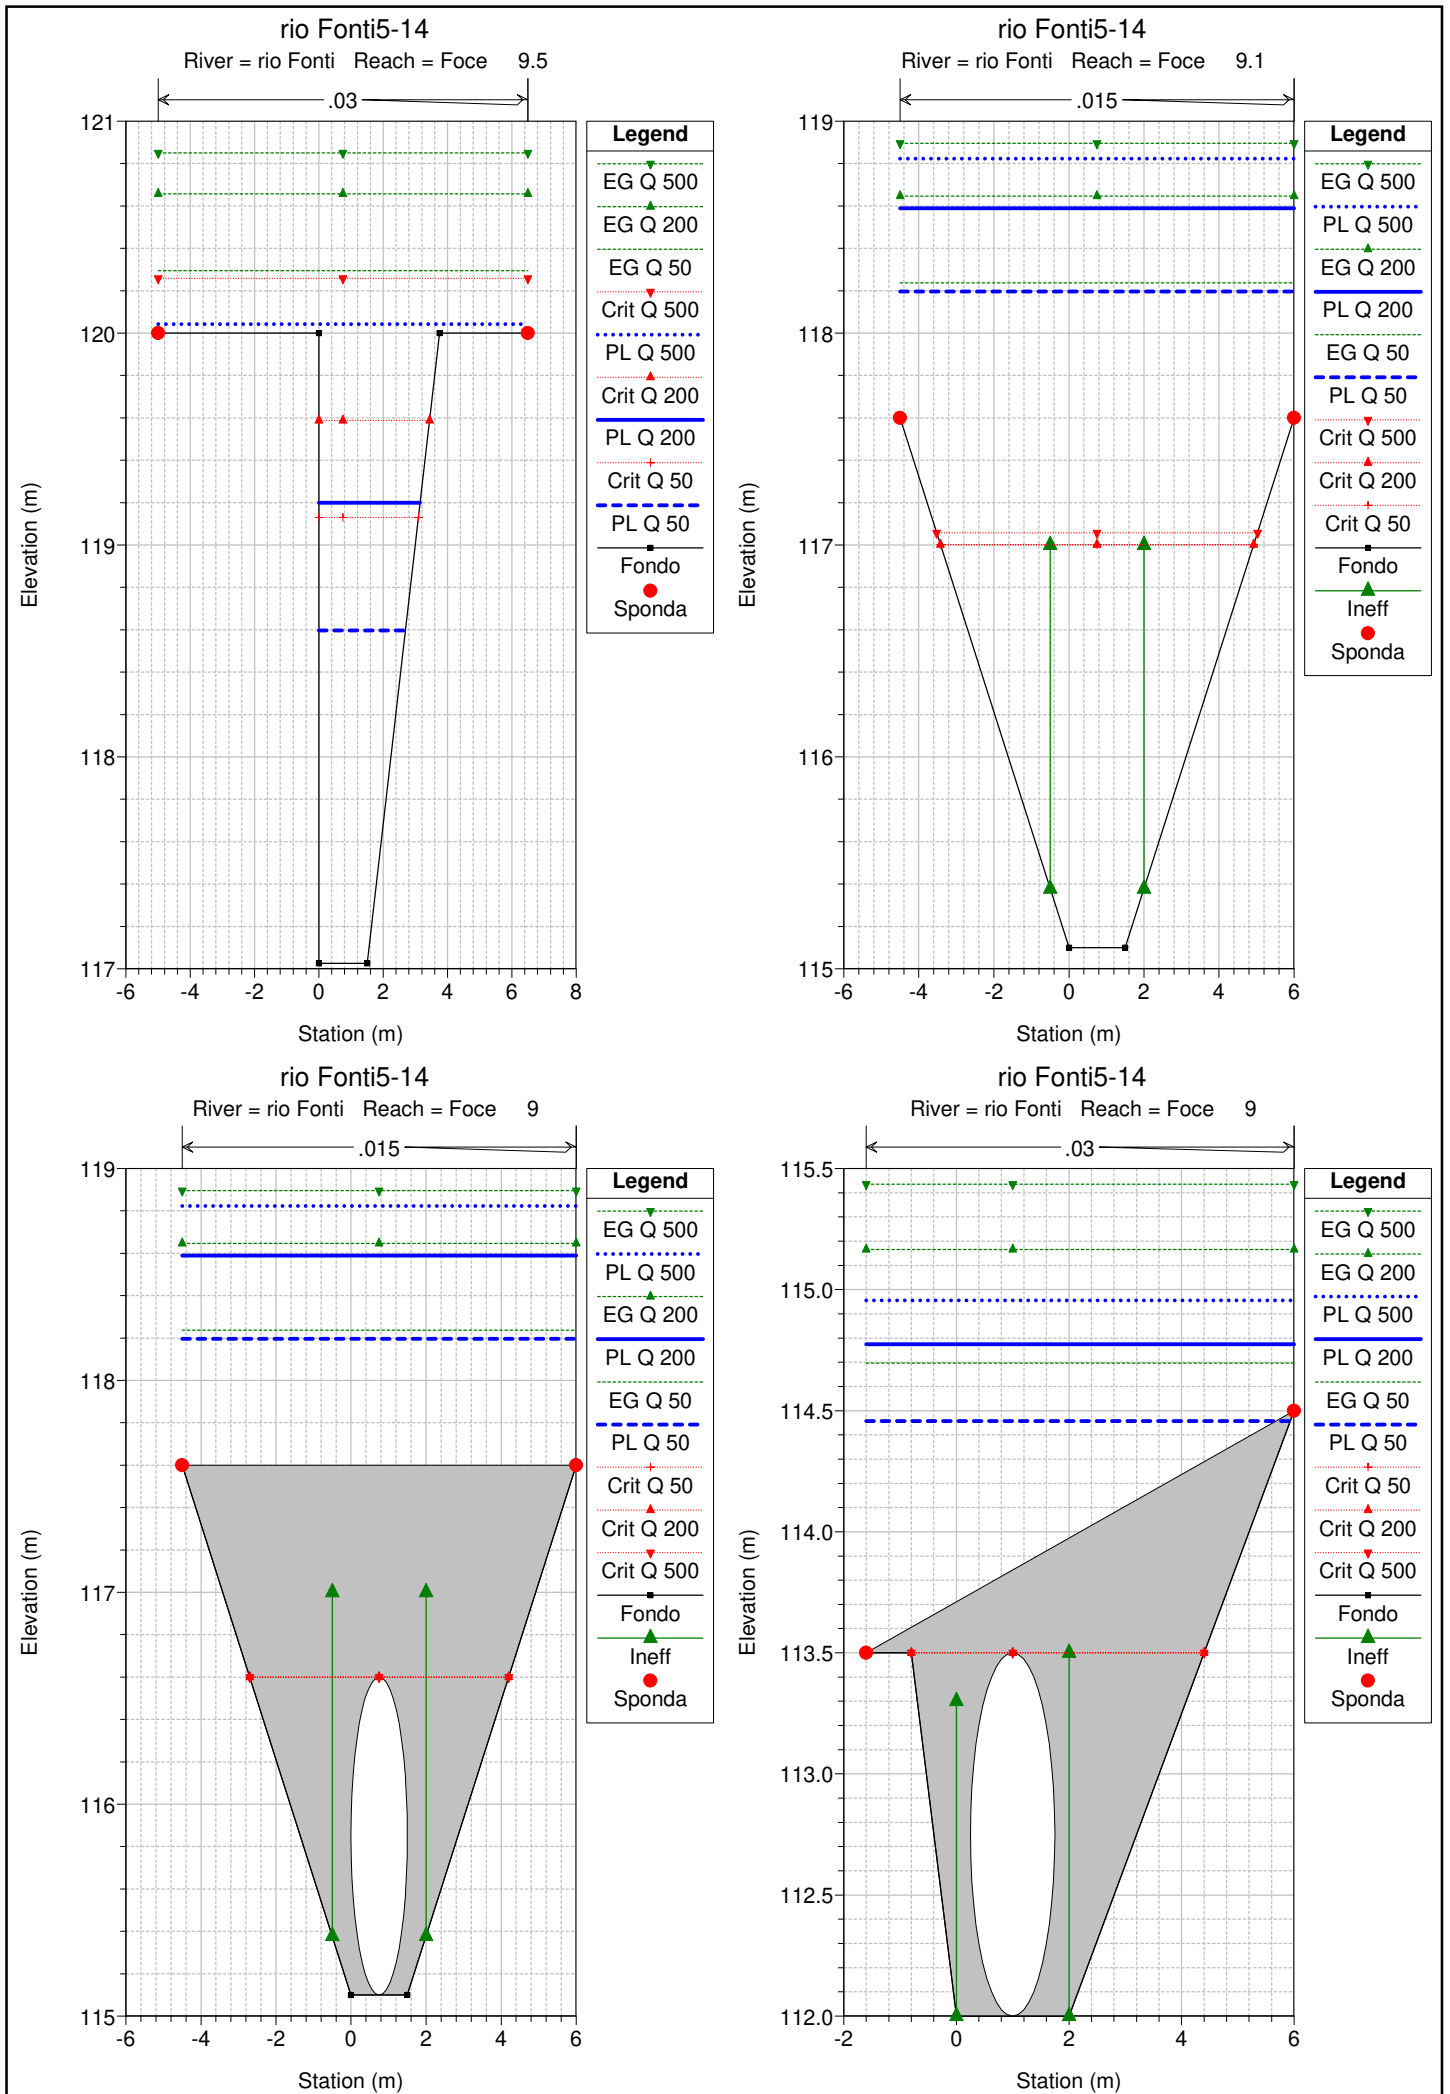 rio Fonti5-14
River = rio Fonti Reach = Foce 9.5
.03
121
120
119
118
117
-6 -4 -2 0 2 4 6 8
Station (m)
Elevation (m)
Legend
EG Q 500
EG Q 200
EG Q 50
Crit Q 500
PL Q 500
Crit Q 200
PL Q 200
Crit Q 50
PL Q 50
Fondo
Sponda
rio Fonti5-14
River = rio Fonti Reach = Foce 9.1
.015
119
118
117
116
115
-6 -4 -2 0 2 4 6
Station (m)
Elevation (m)
Legend
EG Q 500
PL Q 500
EG Q 200
PL Q 200
EG Q 50
PL Q 50
Crit Q 500
Crit Q 200
Crit Q 50
Fondo
Ineff
Sponda
rio Fonti5-14
River = rio Fonti Reach = Foce 9
.015
119
118
117
116
115
-6 -4 -2 0 2 4 6
Station (m)
Elevation (m)
Legend
EG Q 500
PL Q 500
EG Q 200
PL Q 200
EG Q 50
PL Q 50
Crit Q 50
Crit Q 200
Crit Q 500
Fondo
Ineff
Sponda
rio Fonti5-14
River = rio Fonti Reach = Foce 9
.03
115.5
115.0
114.5
114.0
113.5
113.0
112.5
112.0
-2 0 2 4 6
Station (m)
Elevation (m)
Legend
EG Q 500
EG Q 200
PL Q 500
PL Q 200
EG Q 50
PL Q 50
Crit Q 50
Crit Q 200
Crit Q 500
Fondo
Ineff
Sponda